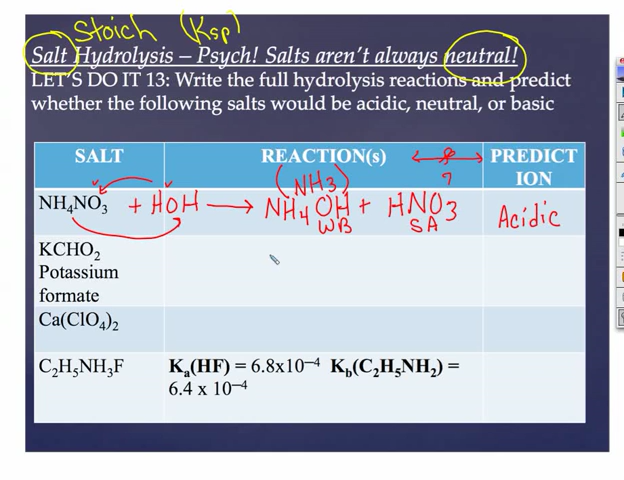 Stoich (Ksp)
Salt Hydrolysis – Psych! Salts aren't always neutral!
LET'S DO IT 13: Write the full hydrolysis reactions and predict
whether the following salts would be acidic, neutral, or basic
SALT REACTION(s) PREDICT
ION
7
(NH3)
NH₄NO₃ + HOH → NH4OH + HNO3 Acidic
WB SA
KCHO₂
Potassium
formate
Ca(ClO₄)₂
C₂H₅NH₃F Kₐ(HF) = 6.8x10⁻⁴ K_b(C₂H₅NH₂) =
6.4 x 10⁻⁴